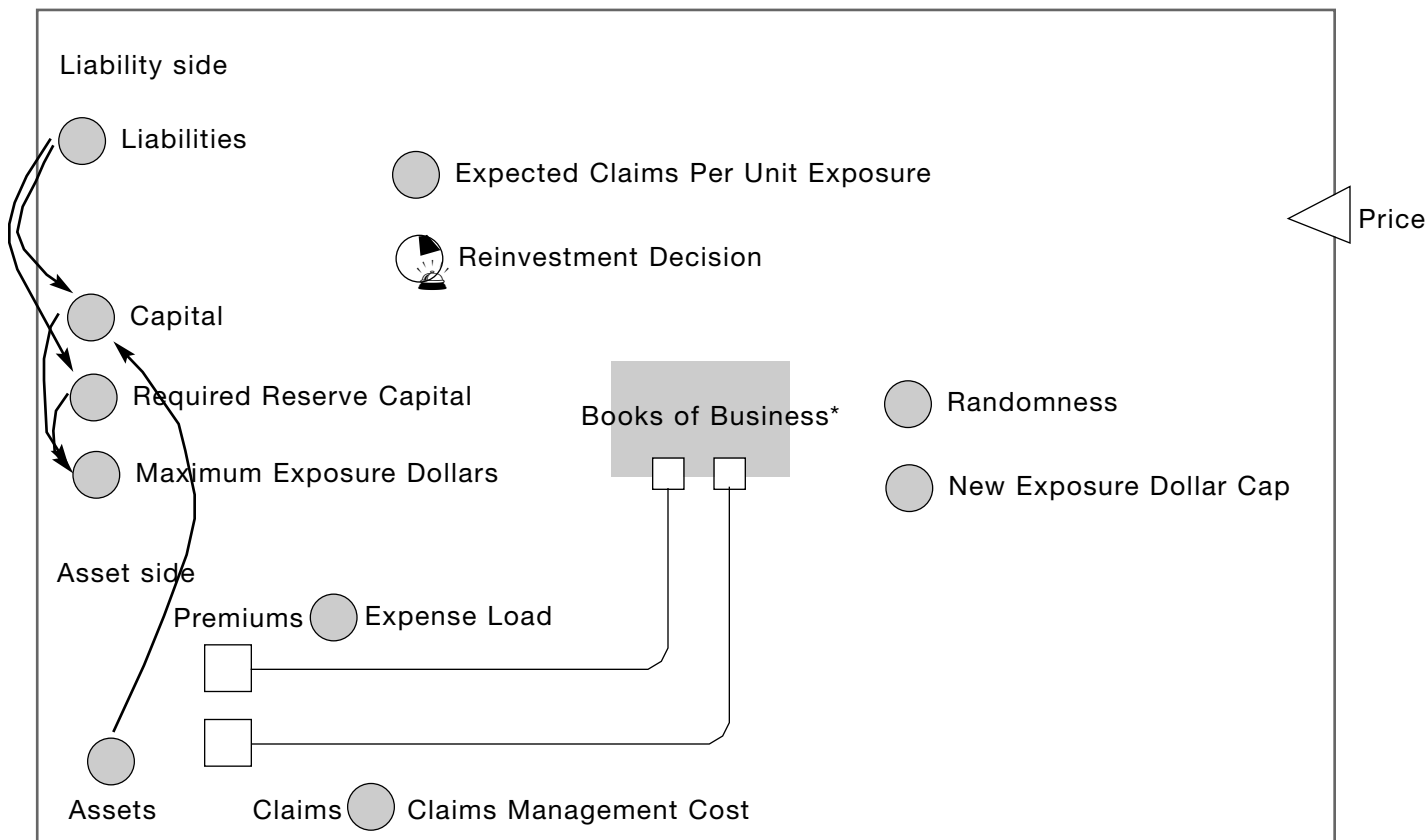 Liability side
Liabilities
Expected Claims Per Unit Exposure
Price
Reinvestment Decision
Capital
Required Reserve Capital
Books of Business*
Randomness
Maximum Exposure Dollars
New Exposure Dollar Cap
Asset side
Premiums
Expense Load
Assets
Claims
Claims Management Cost